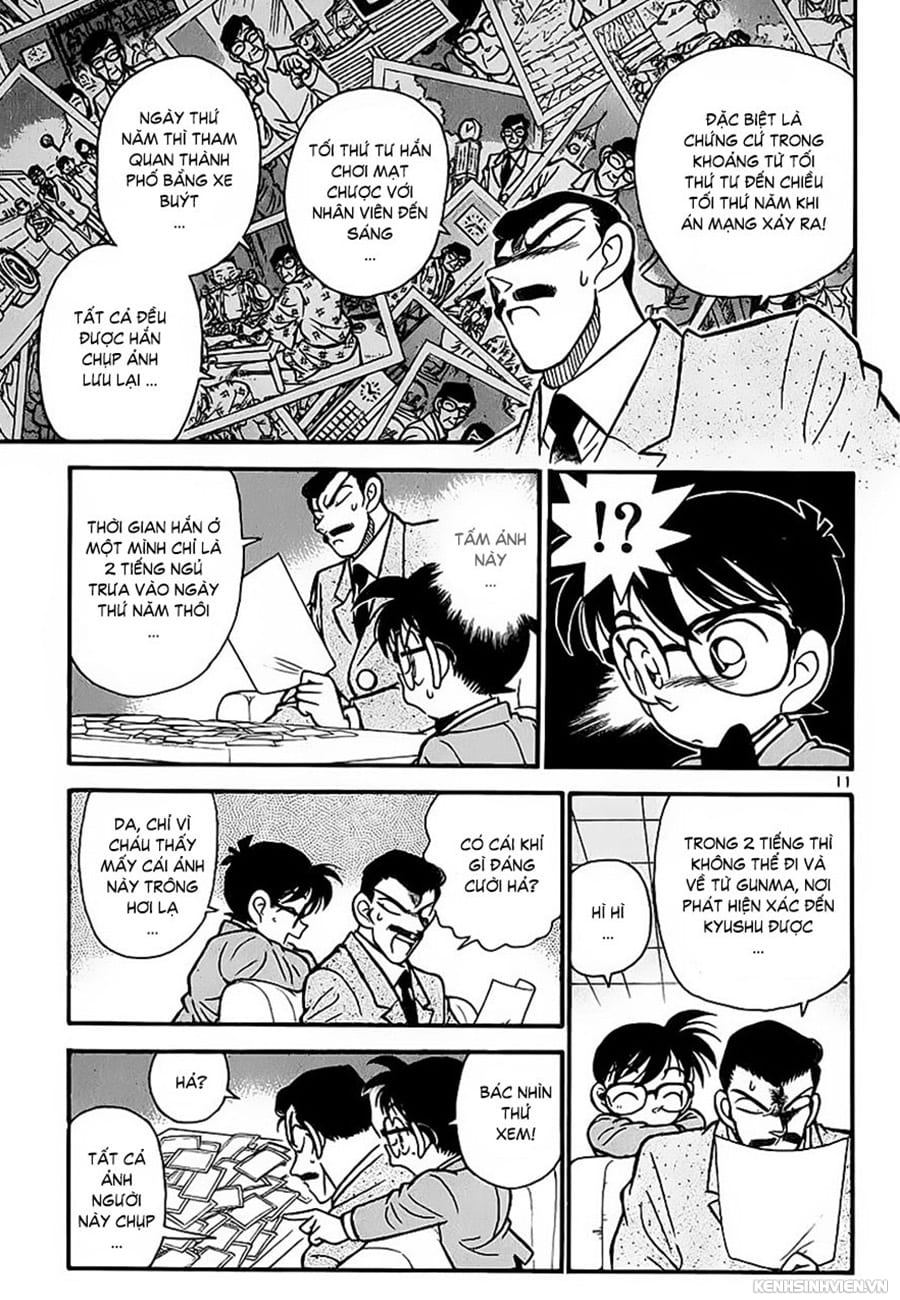 ĐẶC BIỆT LÀ
CHỨNG CỨ TRONG
KHOẢNG TỪ TỐI
THỨ TƯ ĐẾN CHIỀU
TỐI THỨ NĂM KHI
ÁN MẠNG XẢY RA!
TỐI THỨ TƯ HẮN
CHƠI MẠT
CHƯỢC VỚI
NHÂN VIÊN ĐẾN
SÁNG
...
NGÀY THỨ
NĂM THÌ THAM
QUAN THÀNH
PHỐ BẰNG XE
BUÝT
...
TẤT CẢ ĐỀU
ĐƯỢC HẮN
CHỤP ẢNH
LƯU LẠI ...
!?
TẤM ẢNH
NÀY
...
THỜI GIAN HẮN Ở
MỘT MÌNH CHỈ LÀ
2 TIẾNG NGỦ
TRƯA VÀO NGÀY
THỨ NĂM THÔI
...
11
TRONG 2 TIẾNG THÌ
KHÔNG THỂ ĐI VÀ
VỀ TỪ GUNMA, NƠI
PHÁT HIỆN XÁC ĐẾN
KYUSHU ĐƯỢC
...
HÌ HÌ
...
CÓ CÁI KHỈ
GÌ ĐÁNG
CƯỜI HẢ?
DA, CHỈ VÌ
CHÁU THẤY
MẤY CÁI ẢNH
NÀY TRÔNG
HƠI LẠ
...
BÁC NHÌN
THỬ
XEM!
HẢ?
TẤT CẢ
ẢNH
NGƯỜI
NÀY CHỤP
...
KENHSINHVIEN.VN